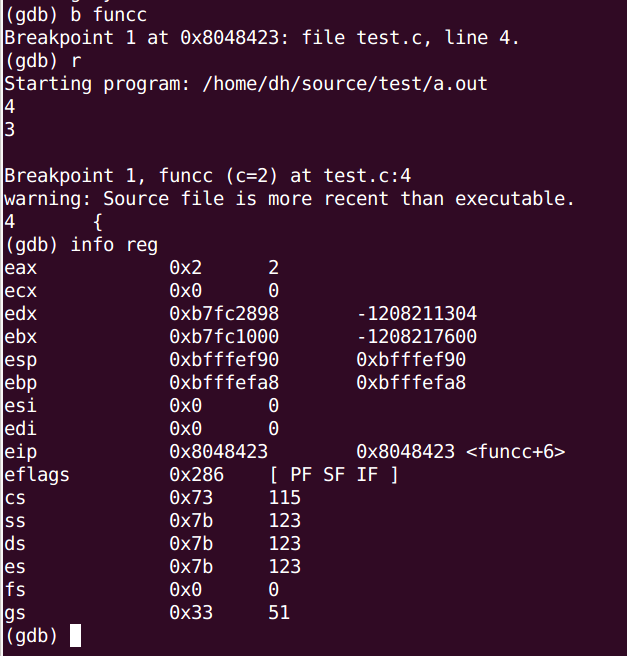 (gdb) b funcc
Breakpoint 1 at 0x8048423: file test.c, line 4.
(gdb) r
Starting program: /home/dh/source/test/a.out
4
3
Breakpoint 1, funcc (c=2) at test.c:4
warning: Source file is more recent than executable.
4       {
(gdb) info reg
eax            0x2      2
ecx            0x0      0
edx            0xb7fc2898       -1208211304
ebx            0xb7fc1000       -1208217600
esp            0xbfffef90       0xbfffef90
ebp            0xbfffefa8       0xbfffefa8
esi            0x0      0
edi            0x0      0
eip            0x8048423        0x8048423 <funcc+6>
eflags         0x286    [ PF SF IF ]
cs             0x73     115
ss             0x7b     123
ds             0x7b     123
es             0x7b     123
fs             0x0      0
gs             0x33     51
(gdb)